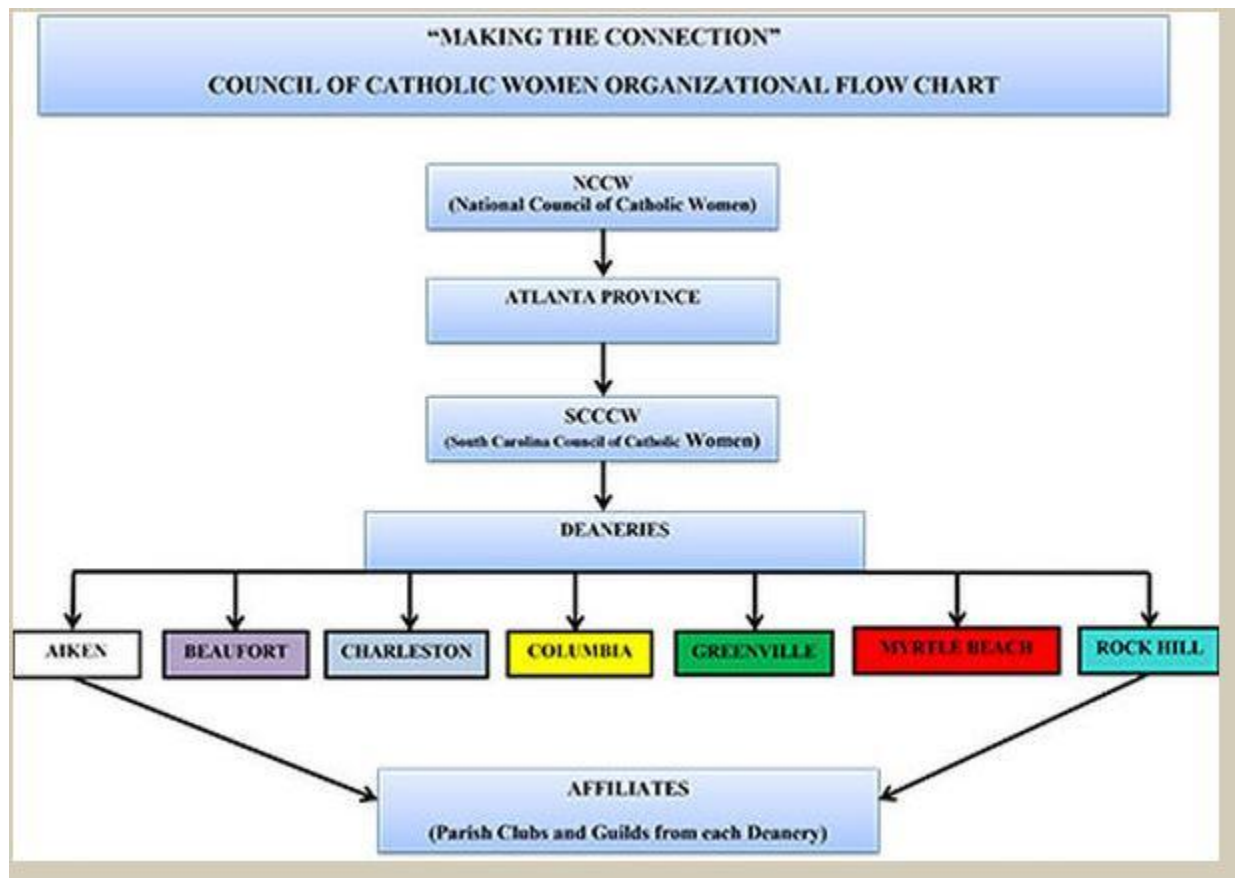 “MAKING THE CONNECTION”
COUNCIL OF CATHOLIC WOMEN ORGANIZATIONAL FLOW CHART
NCCW
(National Council of Catholic Women)
ATLANTA PROVINCE
SCCCW
(South Carolina Council of Catholic Women)
DEANERIES
AIKEN
BEAUFORT
CHARLESTON
COLUMBIA
GREENVILLE
MYRTLE BEACH
ROCK HILL
AFFILIATES
(Parish Clubs and Guilds from each Deanery)